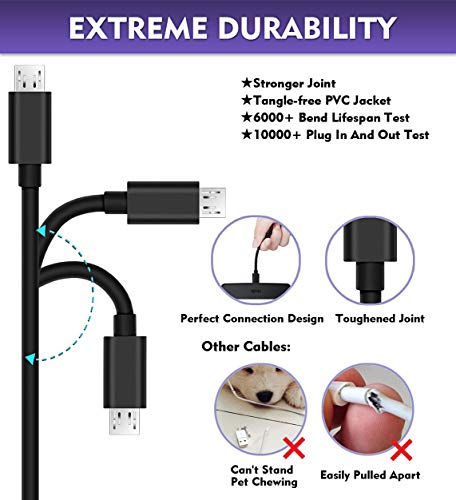 EXTREME DURABILITY
★Stronger Joint
★Tangle-free PVC Jacket
★6000+ Bend Lifespan Test
★10000+ Plug In And Out Test
Perfect Connection Design
Toughened Joint
Other Cables:
Can't Stand
Pet Chewing
Easily Pulled Apart